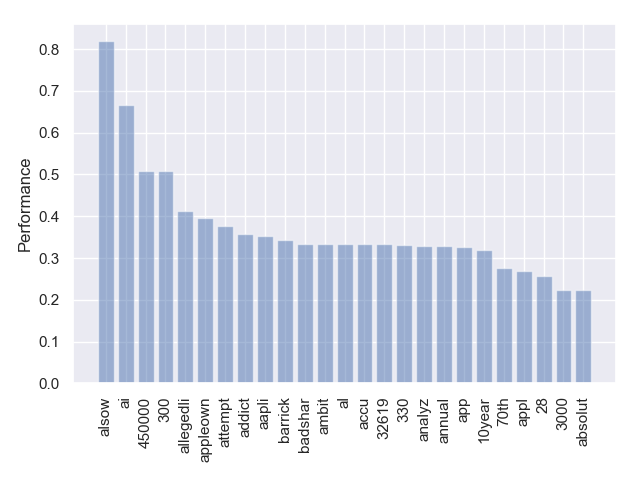 0.8
0.7
0.6
0.5
0.4
0.3
0.2
0.1
0.0
Performance
alsow
ai
450000
300
allegedli
appleown
attempt
addict
aapli
barrick
badshar
ambit
al
accu
32619
330
analyz
annual
app
10year
70th
appl
28
3000
absolut